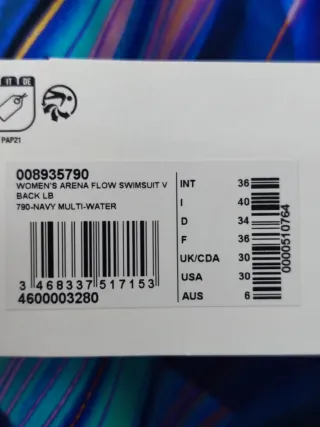 IT DE
PAP21
008935790
WOMEN'S ARENA FLOW SWIMSUIT V
BACK LB
790-NAVY MULTI-WATER
3 468337 517153
4600003280
INT 36
I 40
D 34
F 36
UK/CDA 30
USA 30
AUS 6
0000510764